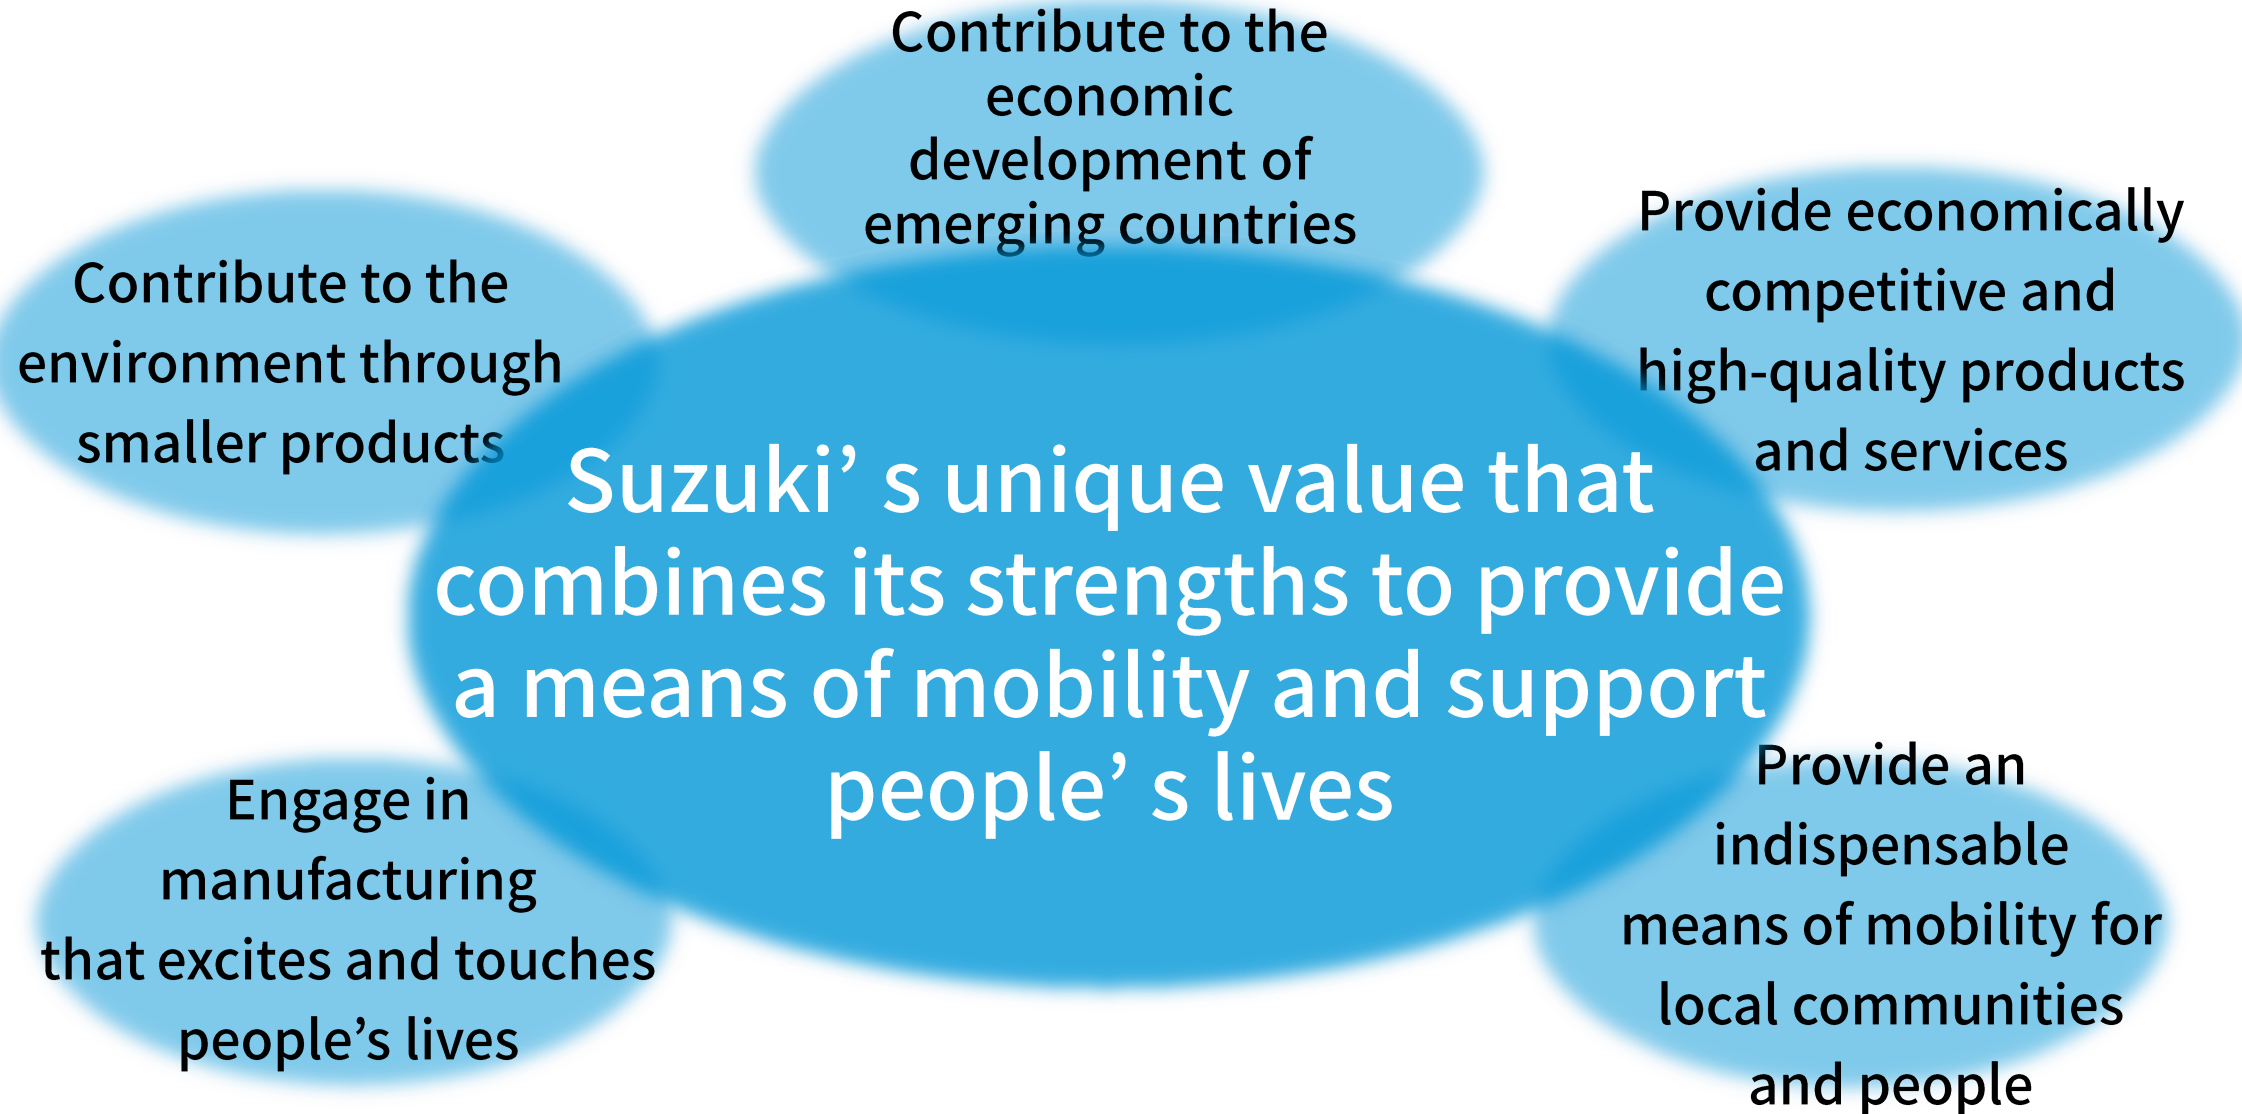 Contribute to the
economic
development of
emerging countries
Contribute to the
environment through
smaller products
Provide economically
competitive and
high-quality products
and services
Suzuki’ s unique value that
combines its strengths to provide
a means of mobility and support
people’ s lives
Engage in
manufacturing
that excites and touches
people’s lives
Provide an
indispensable
means of mobility for
local communities
and people